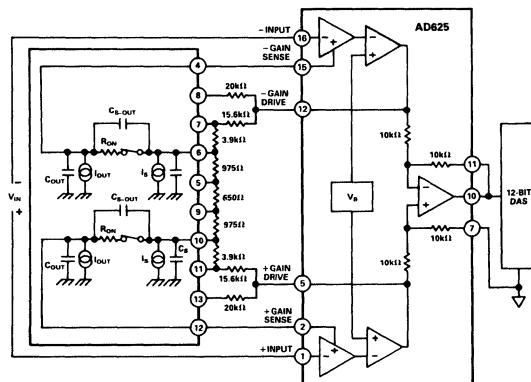 AD625
– INPUT
16
– GAIN
SENSE
4
15
8
20kΩ
– GAIN
DRIVE
12
7
15.6kΩ
3.9kΩ
6
975Ω
5
650Ω
9
975Ω
10
3.9kΩ
11
15.6kΩ
+ GAIN
DRIVE
5
13
20kΩ
12
+ GAIN
SENSE
2
+ INPUT
1
C_S–OUT
R_ON
C_OUT
I_OUT
I_S
–
V_IN
+
C_S–OUT
R_ON
C_OUT
I_OUT
I_S
C_S
V_B
10kΩ
10kΩ
11
10
12-BIT
DAS
7
10kΩ
10kΩ